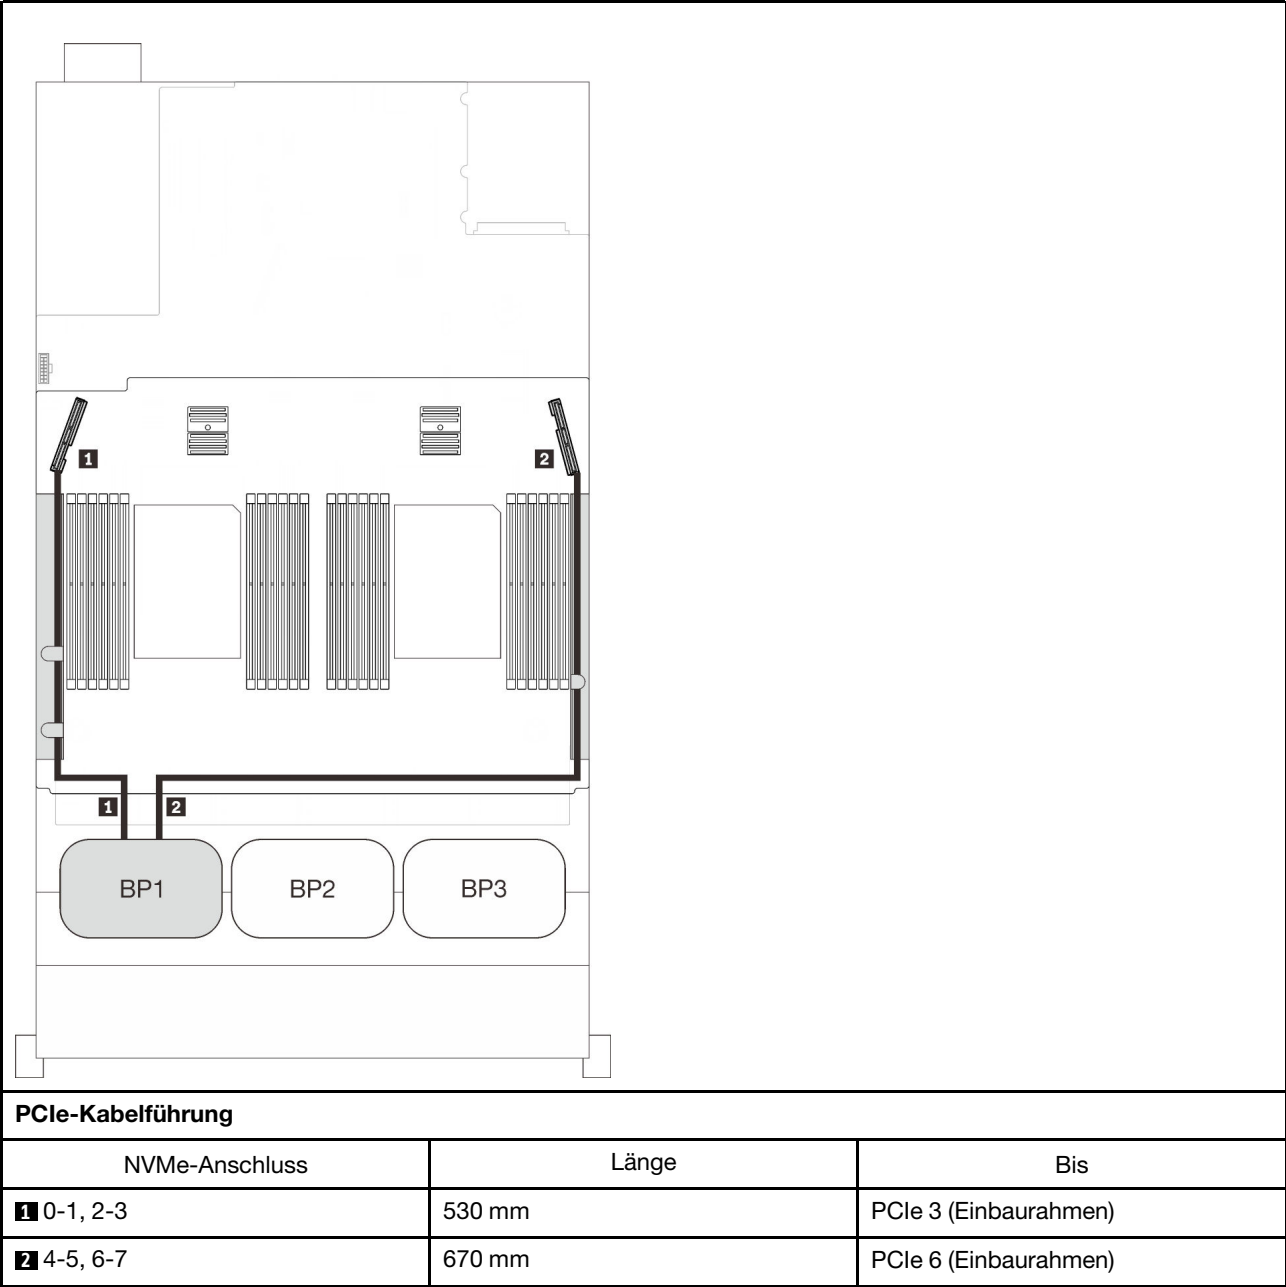 1
2
1
2
BP1
BP2
BP3
PCIe-Kabelführung
NVMe-Anschluss
Länge
Bis
1 0-1, 2-3
530 mm
PCIe 3 (Einbaurahmen)
2 4-5, 6-7
670 mm
PCIe 6 (Einbaurahmen)